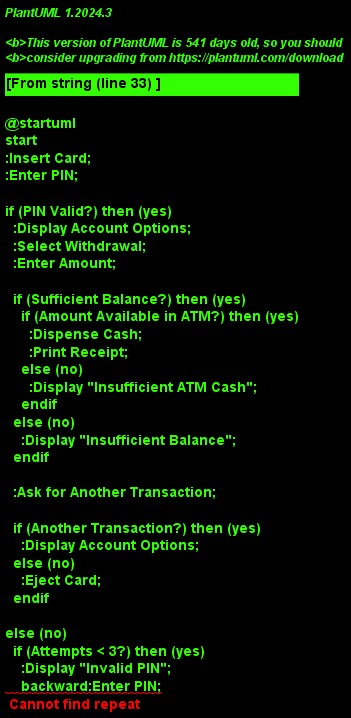 PlantUML 1.2024.3
<b>This version of PlantUML is 541 days old, so you should
<b>consider upgrading from https://plantuml.com/download
[From string (line 33) ]
@startuml
start
:Insert Card;
:Enter PIN;
if (PIN Valid?) then (yes)
:Display Account Options;
:Select Withdrawal;
:Enter Amount;
if (Sufficient Balance?) then (yes)
if (Amount Available in ATM?) then (yes)
:Dispense Cash;
:Print Receipt;
else (no)
:Display "Insufficient ATM Cash";
endif
else (no)
:Display "Insufficient Balance";
endif
:Ask for Another Transaction;
if (Another Transaction?) then (yes)
:Display Account Options;
else (no)
:Eject Card;
endif
else (no)
if (Attempts < 3?) then (yes)
:Display "Invalid PIN";
backward:Enter PIN;
Cannot find repeat